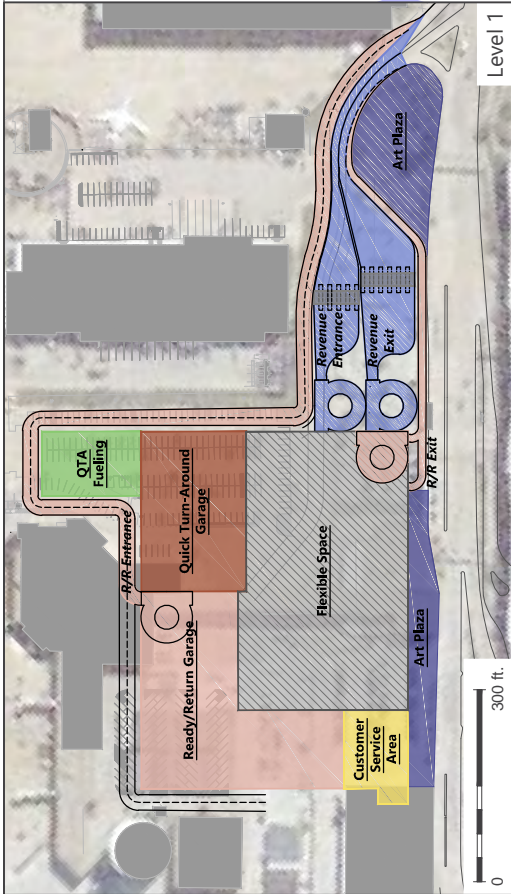 Level 1
Art Plaza
Revenue
Entrance
Revenue
Exit
QTA
Fueling
R/R Entrance
Quick Turn-Around
Garage
R/R Exit
Flexible Space
Ready/Return Garage
Art Plaza
Customer
Service
Area
0
300 ft.